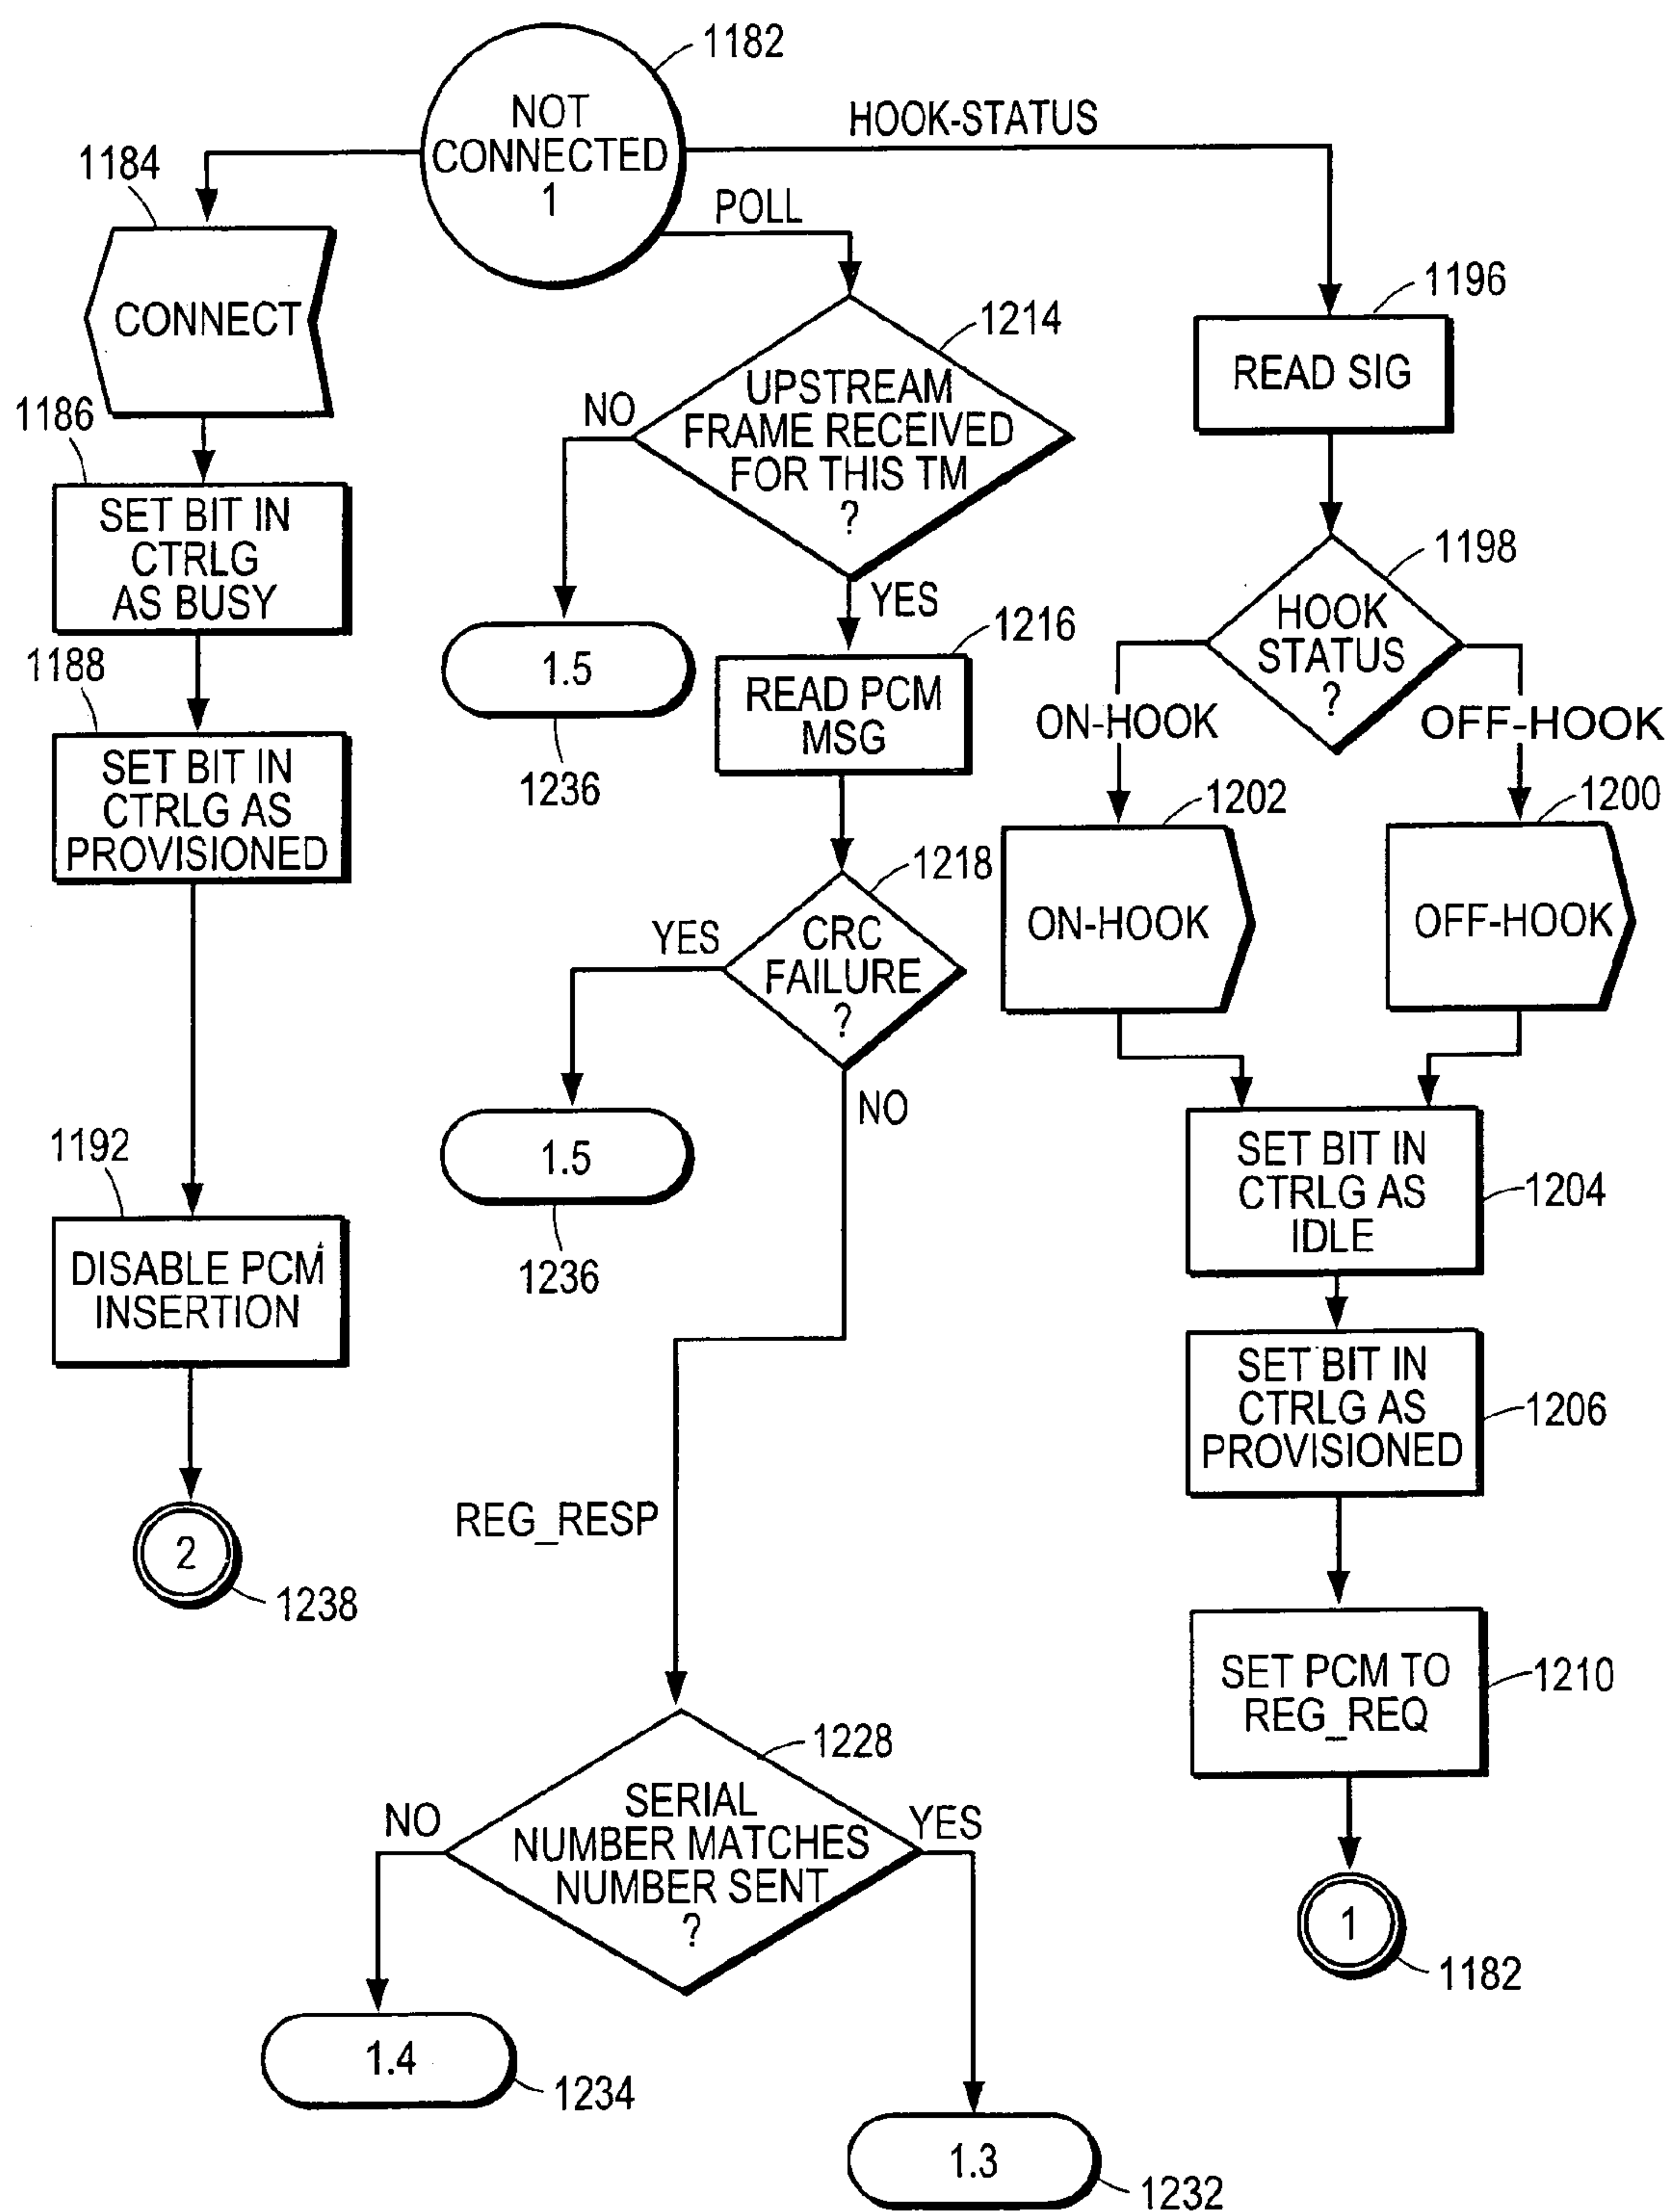 1182
NOT
CONNECTED
1
HOOK-STATUS
POLL
1184
CONNECT
1186
SET BIT IN
CTRLG
AS BUSY
1188
SET BIT IN
CTRLG AS
PROVISIONED
1192
DISABLE PCM
INSERTION
2
1238
1214
UPSTREAM
FRAME RECEIVED
FOR THIS TM
?
NO
1.5
1236
YES
1216
READ PCM
MSG
1218
CRC
FAILURE
?
YES
1.5
1236
NO
REG_RESP
1228
SERIAL
NUMBER MATCHES
NUMBER SENT
?
NO
1.4
1234
YES
1.3
1232
1196
READ SIG
1198
HOOK
STATUS
?
ON-HOOK
OFF-HOOK
1202
ON-HOOK
1200
OFF-HOOK
SET BIT IN
CTRLG AS
IDLE
1204
SET BIT IN
CTRLG AS
PROVISIONED
1206
SET PCM TO
REG_REQ
1210
1
1182